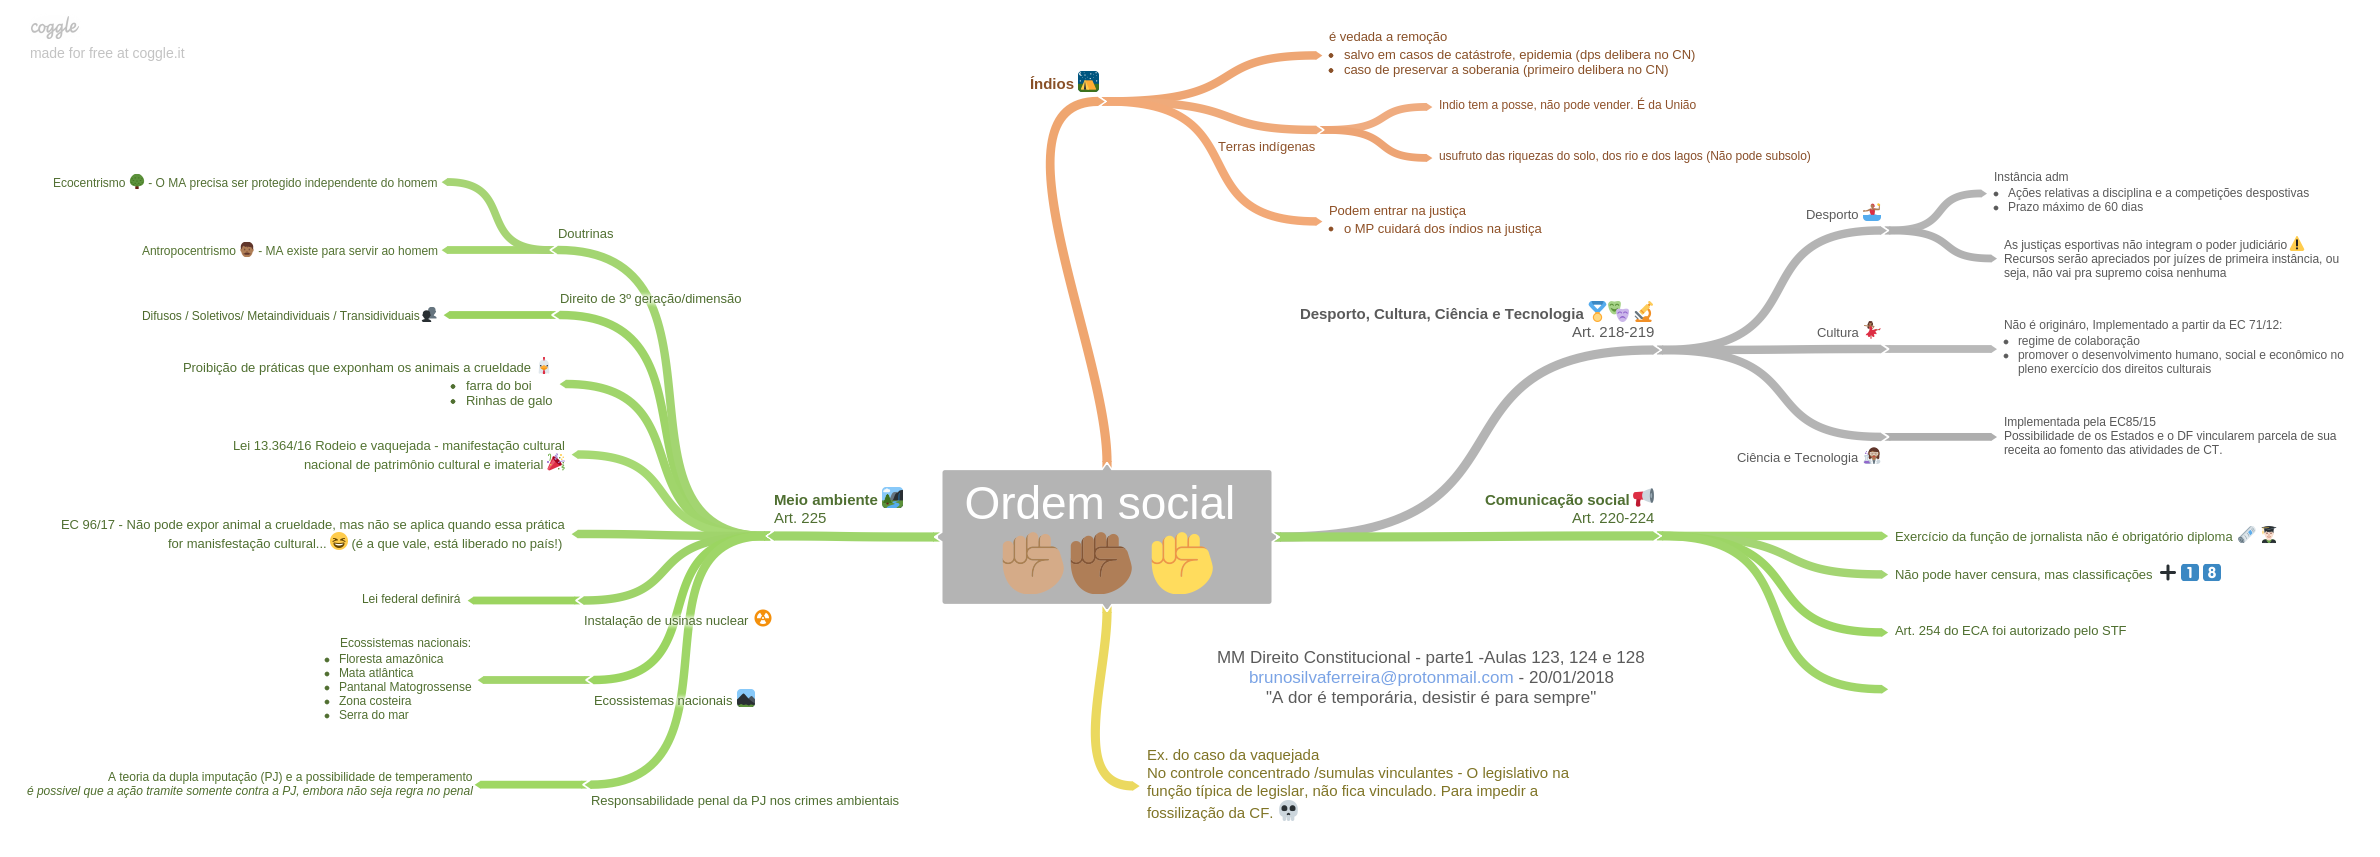 coggle
made for free at coggle.it
Ordem social
Índios
é vedada a remoção
salvo em casos de catástrofe, epidemia (dps delibera no CN)
caso de preservar a soberania (primeiro delibera no CN)
Terras indígenas
Indio tem a posse, não pode vender. É da União
usufruto das riquezas do solo, dos rio e dos lagos (Não pode subsolo)
Podem entrar na justiça
o MP cuidará dos índios na justiça
Desporto, Cultura, Ciência e Tecnologia
Art. 218-219
Desporto
Instância adm
Ações relativas a disciplina e a competições despostivas
Prazo máximo de 60 dias
As justiças esportivas não integram o poder judiciário
Recursos serão apreciados por juízes de primeira instância, ou
seja, não vai pra supremo coisa nenhuma
Cultura
Não é origináro, Implementado a partir da EC 71/12:
regime de colaboração
promover o desenvolvimento humano, social e econômico no
pleno exercício dos direitos culturais
Ciência e Tecnologia
Implementada pela EC85/15
Possibilidade de os Estados e o DF vincularem parcela de sua
receita ao fomento das atividades de CT.
Comunicação social
Art. 220-224
Exercício da função de jornalista não é obrigatório diploma
Não pode haver censura, mas classificações
1 8
Art. 254 do ECA foi autorizado pelo STF
MM Direito Constitucional - parte1 -Aulas 123, 124 e 128
brunosilvaferreira@protonmail.com - 20/01/2018
"A dor é temporária, desistir é para sempre"
Ex. do caso da vaquejada
No controle concentrado /sumulas vinculantes - O legislativo na
função típica de legislar, não fica vinculado. Para impedir a
fossilização da CF.
Meio ambiente
Art. 225
Doutrinas
Ecocentrismo - O MA precisa ser protegido independente do homem
Antropocentrismo - MA existe para servir ao homem
Direito de 3º geração/dimensão
Difusos / Soletivos/ Metaindividuais / Transidividuais
Proibição de práticas que exponham os animais a crueldade
farra do boi
Rinhas de galo
Lei 13.364/16 Rodeio e vaquejada - manifestação cultural
nacional de patrimônio cultural e imaterial
EC 96/17 - Não pode expor animal a crueldade, mas não se aplica quando essa prática
for manisfestação cultural... (é a que vale, está liberado no país!)
Instalação de usinas nuclear
Lei federal definirá
Ecossistemas nacionais
Ecossistemas nacionais:
Floresta amazônica
Mata atlântica
Pantanal Matogrossense
Zona costeira
Serra do mar
Responsabilidade penal da PJ nos crimes ambientais
A teoria da dupla imputação (PJ) e a possibilidade de temperamento
é possivel que a ação tramite somente contra a PJ, embora não seja regra no penal